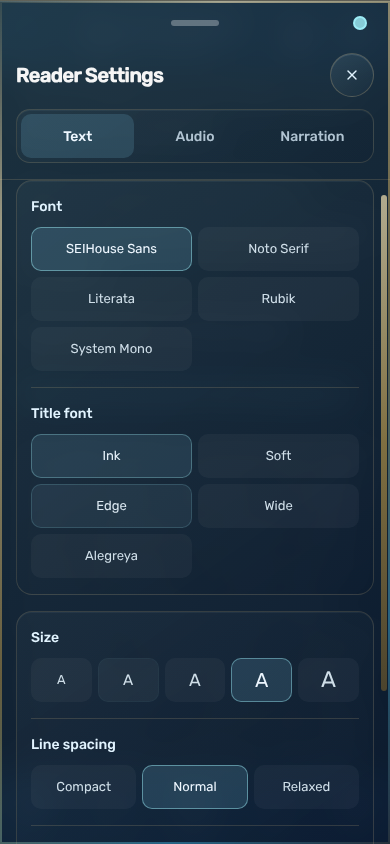 Reader Settings
Text Audio Narration
Font
SEIHouse Sans Noto Serif
Literata Rubik
System Mono
Title font
Ink Soft
Edge Wide
Alegreya
Size
A A A A A
Line spacing
Compact Normal Relaxed